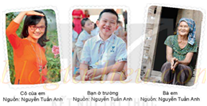 Cô của em
Nguồn: Nguyễn Tuấn Anh
Bạn ở trường
Nguồn: Nguyễn Tuấn Anh
Bà em
Nguồn: Nguyễn Tuấn Anh